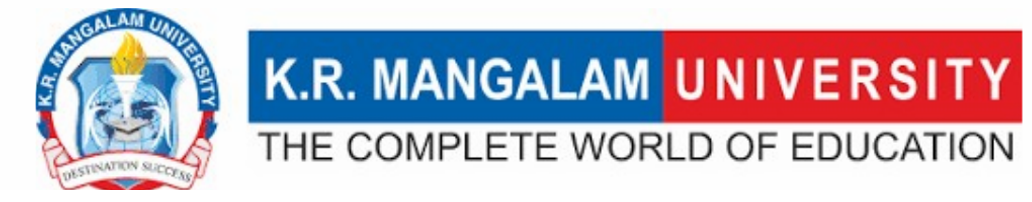 K.R. MANGALAM UNIVERSITY
DESTINATION SUCCESS
K.R. MANGALAM UNIVERSITY
THE COMPLETE WORLD OF EDUCATION